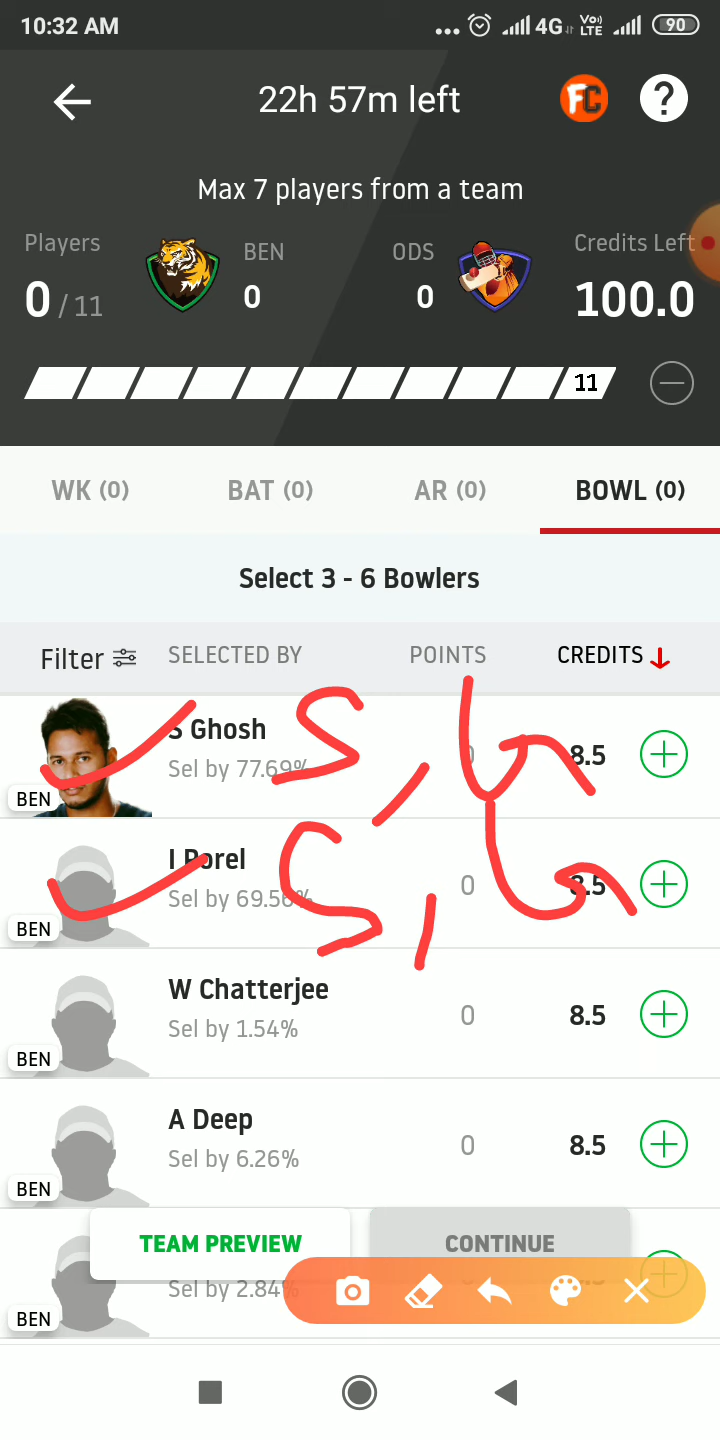 10:32 AM ... 4G Vo) LTE 90
22h 57m left FC ?
Max 7 players from a team
Players BEN ODS Credits Left
0 / 11 0 0 100.0
11
WK (0) BAT (0) AR (0) BOWL (0)
Select 3 - 6 Bowlers
Filter SELECTED BY POINTS CREDITS
S Ghosh
Sel by 77.69% 0 8.5
BEN
I Porel
Sel by 69.56% 0 8.5
BEN
W Chatterjee
Sel by 1.54% 0 8.5
BEN
A Deep
Sel by 6.26% 0 8.5
BEN
TEAM PREVIEW CONTINUE
Sel by 2.84%
BEN